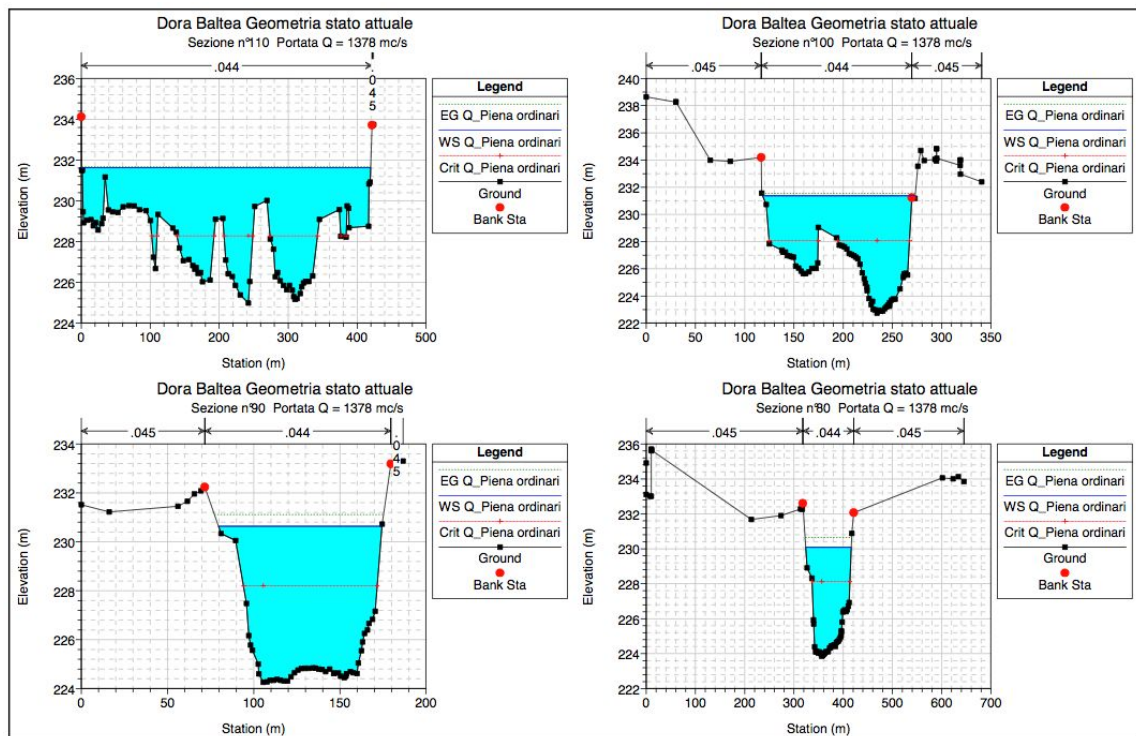 Dora Baltea Geometria stato attuale
Sezione n°110 Portata Q = 1378 mc/s
.044
.045
236
234
232
230
228
226
224
0
100
200
300
400
500
Elevation (m)
Station (m)
Legend
EG Q_Piena ordinari
WS Q_Piena ordinari
Crit Q_Piena ordinari
Ground
Bank Sta
Dora Baltea Geometria stato attuale
Sezione n°100 Portata Q = 1378 mc/s
.045
.044
.045
240
238
236
234
232
230
228
226
224
222
0
50
100
150
200
250
300
350
Elevation (m)
Station (m)
Legend
EG Q_Piena ordinari
WS Q_Piena ordinari
Crit Q_Piena ordinari
Ground
Bank Sta
Dora Baltea Geometria stato attuale
Sezione n°90 Portata Q = 1378 mc/s
.045
.044
.045
234
232
230
228
226
224
0
50
100
150
200
Elevation (m)
Station (m)
Legend
EG Q_Piena ordinari
WS Q_Piena ordinari
Crit Q_Piena ordinari
Ground
Bank Sta
Dora Baltea Geometria stato attuale
Sezione n°80 Portata Q = 1378 mc/s
.045
.044
.045
236
234
232
230
228
226
224
222
0
100
200
300
400
500
600
700
Elevation (m)
Station (m)
Legend
EG Q_Piena ordinari
WS Q_Piena ordinari
Crit Q_Piena ordinari
Ground
Bank Sta